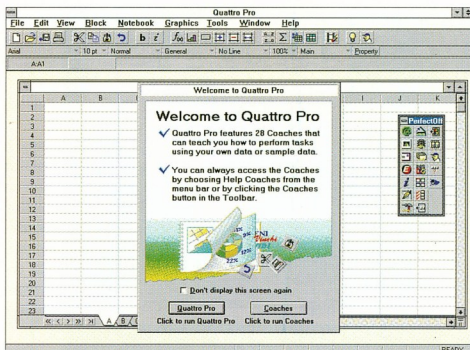 Quattro Pro
File Edit View Block Notebook Graphics Tools Window Help
Arial 10 pt Normal General No Line 100% Main Property
A:A1
Welcome to Quattro Pro
A B I J K
PerfectOffi
Welcome to Quattro Pro
Quattro Pro features 28 Coaches that
can teach you how to perform tasks
using your own data or sample data.
You can always access the Coaches
by choosing Help Coaches from the
menu bar or by clicking the Coaches
button in the Toolbar.
22%
Don't display this screen again
Quattro Pro Coaches
Click to run Quattro Pro Click to run Coaches
1
2
3
4
5
6
7
8
9
10
11
12
13
14
15
16
17
18
19
20
21
22
23
A B
READY